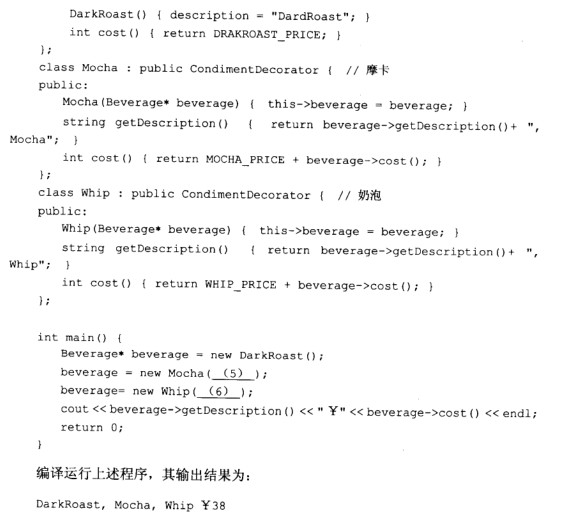 DarkRoast() { description = "DardRoast"; }
int cost() { return DRAKROAST_PRICE; }
};
class Mocha : public CondimentDecorator { // 摩卡
public:
Mocha(Beverage* beverage) { this->beverage = beverage; }
string getDescription() { return beverage->getDescription()+ ",
Mocha"; }
int cost() { return MOCHA_PRICE + beverage->cost(); }
};
class Whip : public CondimentDecorator { // 奶泡
public:
Whip(Beverage* beverage) { this->beverage = beverage; }
string getDescription() { return beverage->getDescription()+ ",
Whip"; }
int cost() { return WHIP_PRICE + beverage->cost(); }
};
int main() {
Beverage* beverage = new DarkRoast();
beverage = new Mocha( (5) );
beverage= new Whip( (6) );
cout<<beverage->getDescription()<<" ¥"<<beverage->cost()<<endl;
return 0;
}
编译运行上述程序，其输出结果为：
DarkRoast, Mocha, Whip ¥38